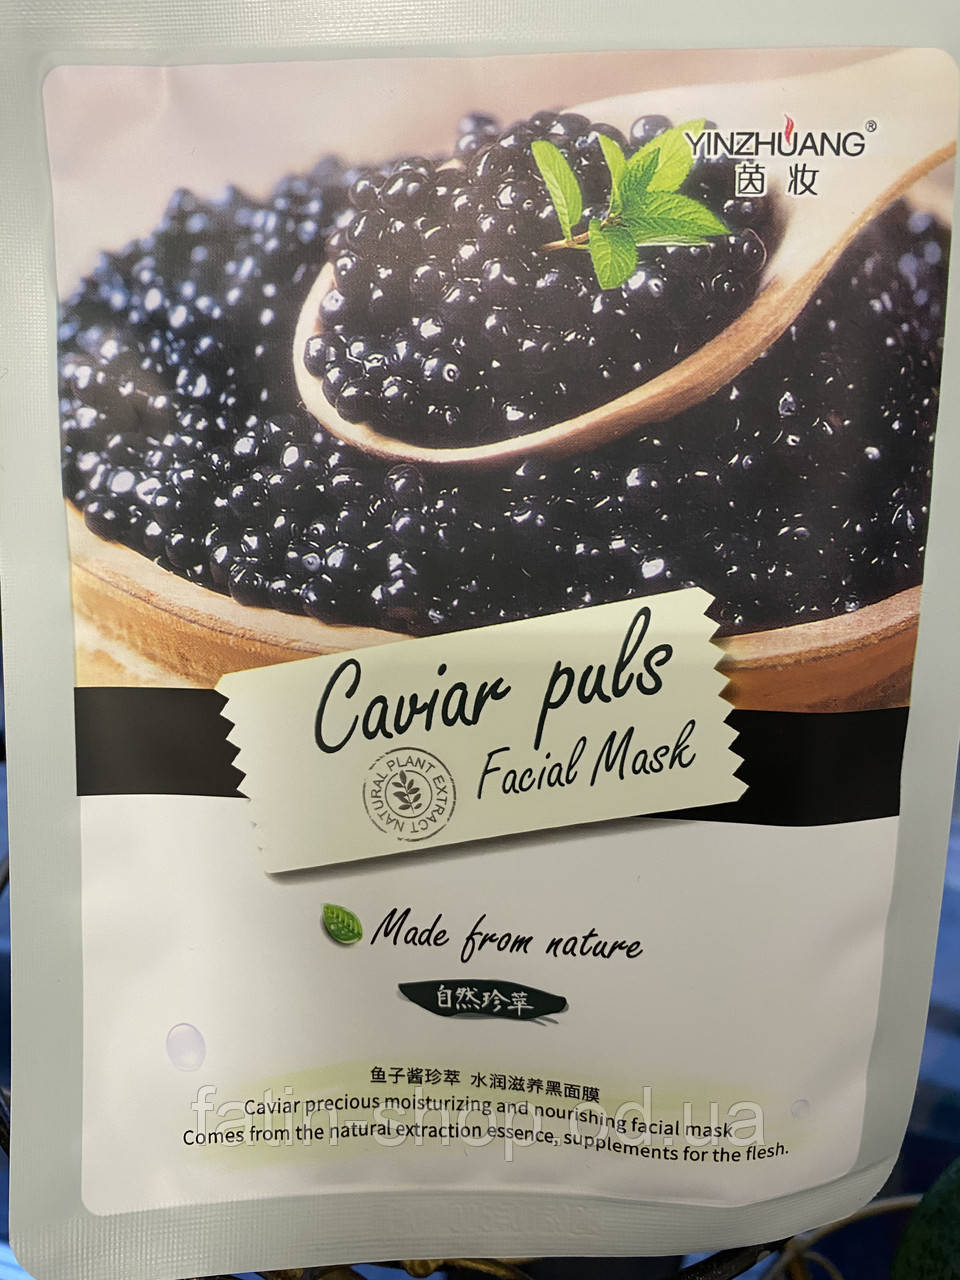 YINZHUANG®
茵妆
Caviar puls
Facial Mask
NATURAL PLANT EXTRACT
Made from nature
自然珍萃
鱼子酱珍萃 水润滋养黑面膜
Caviar precious moisturizing and nourishing facial mask
Comes from the natural extraction essence, supplements for the flesh.
fatin-shop.od.ua